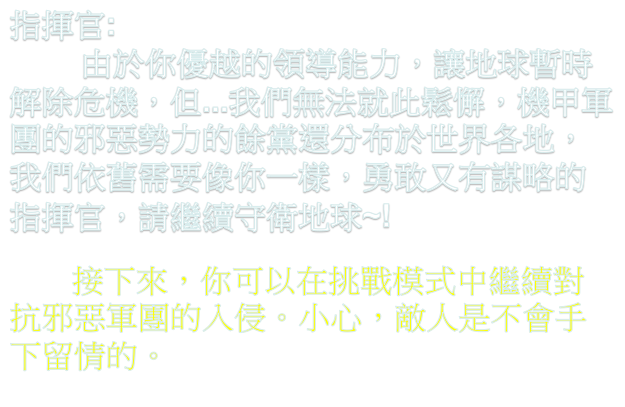 指揮官:
由於你優越的領導能力，讓地球暫時
解除危機，但...我們無法就此鬆懈，機甲軍
團的邪惡勢力的餘黨還分布於世界各地，
我們依舊需要像你一樣，勇敢又有謀略的
指揮官，請繼續守衛地球~!
接下來，你可以在挑戰模式中繼續對
抗邪惡軍團的入侵。小心，敵人是不會手
下留情的。